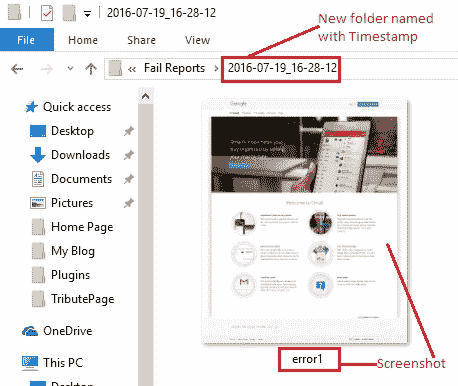 2016-07-19_16-28-12
New folder named
with Timestamp
File
Home
Share
View
Fail Reports
2016-07-19_16-28-12
Quick access
Desktop
Downloads
Documents
Pictures
Home Page
My Blog
Plugins
TributePage
OneDrive
This PC
Desktop
Google
Welcome to Gmail
error1
Screenshot